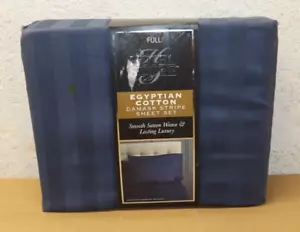 FULL
H
S
EGYPTIAN
COTTON
DAMASK STRIPE
SHEET SET
Smooth Sateen Weave &
Lasting Luxury